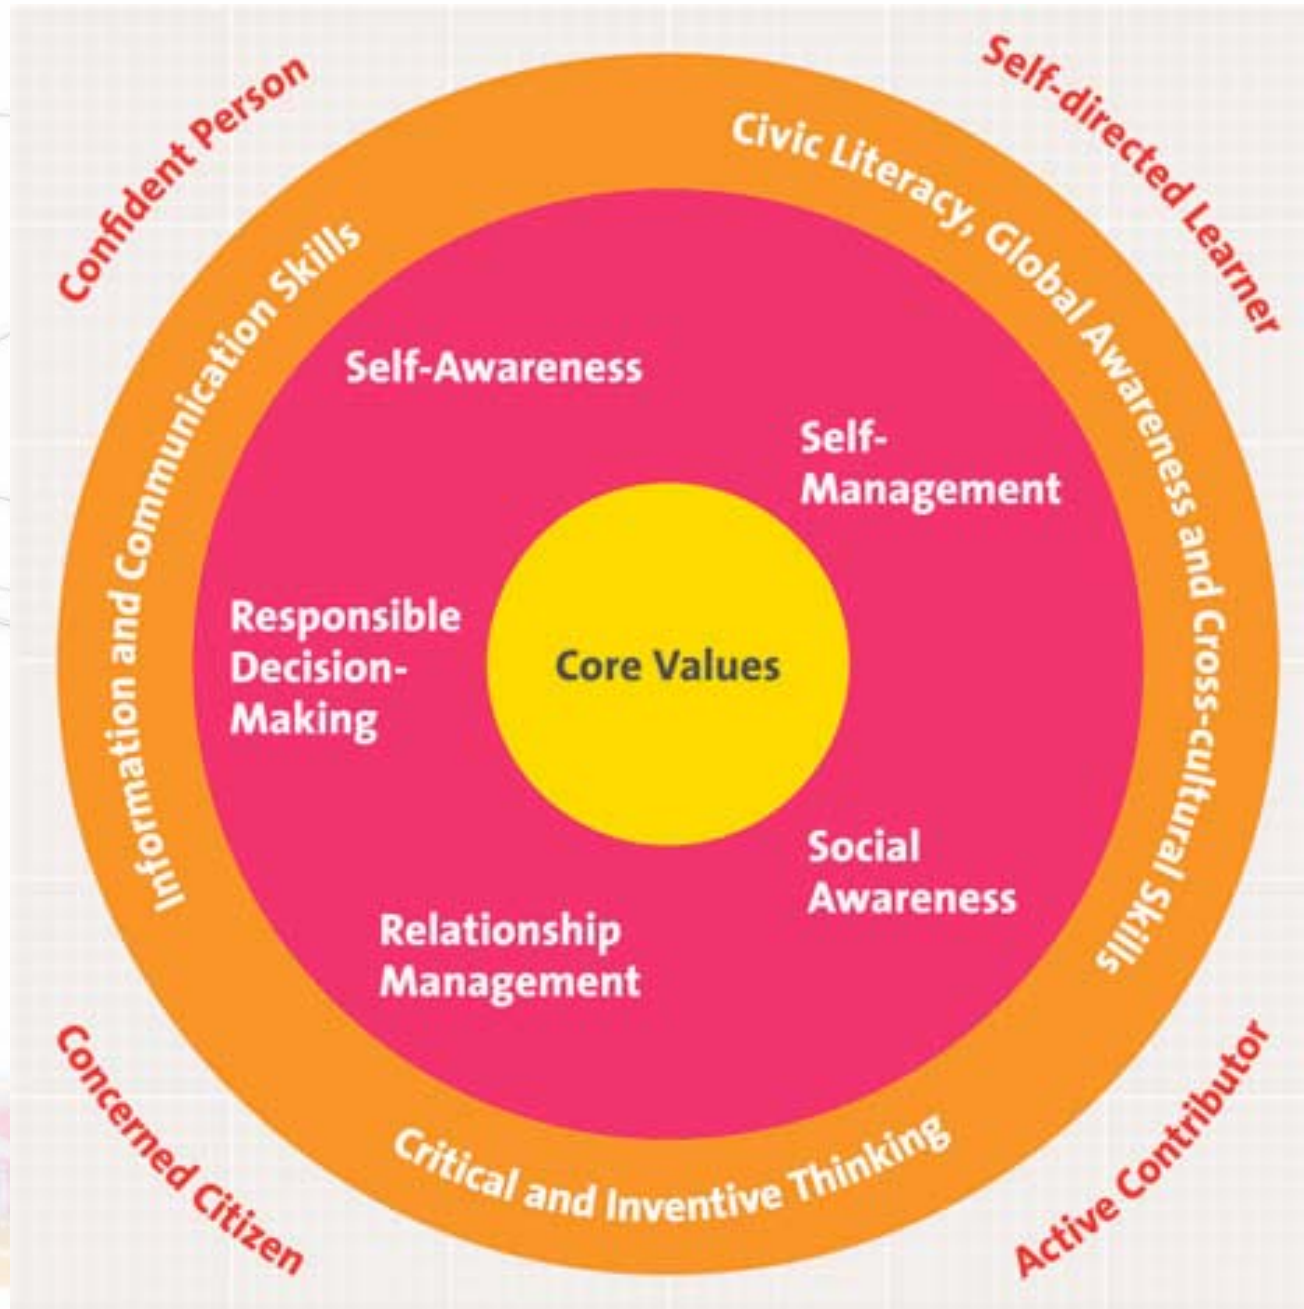 Confident Person
Self-directed Learner
Information and Communication Skills
Civic Literacy, Global Awareness and Cross-cultural Skills
Self-Awareness
Self-
Management
Responsible
Decision-
Making
Core Values
Social
Awareness
Relationship
Management
Critical and Inventive Thinking
Concerned Citizen
Active Contributor